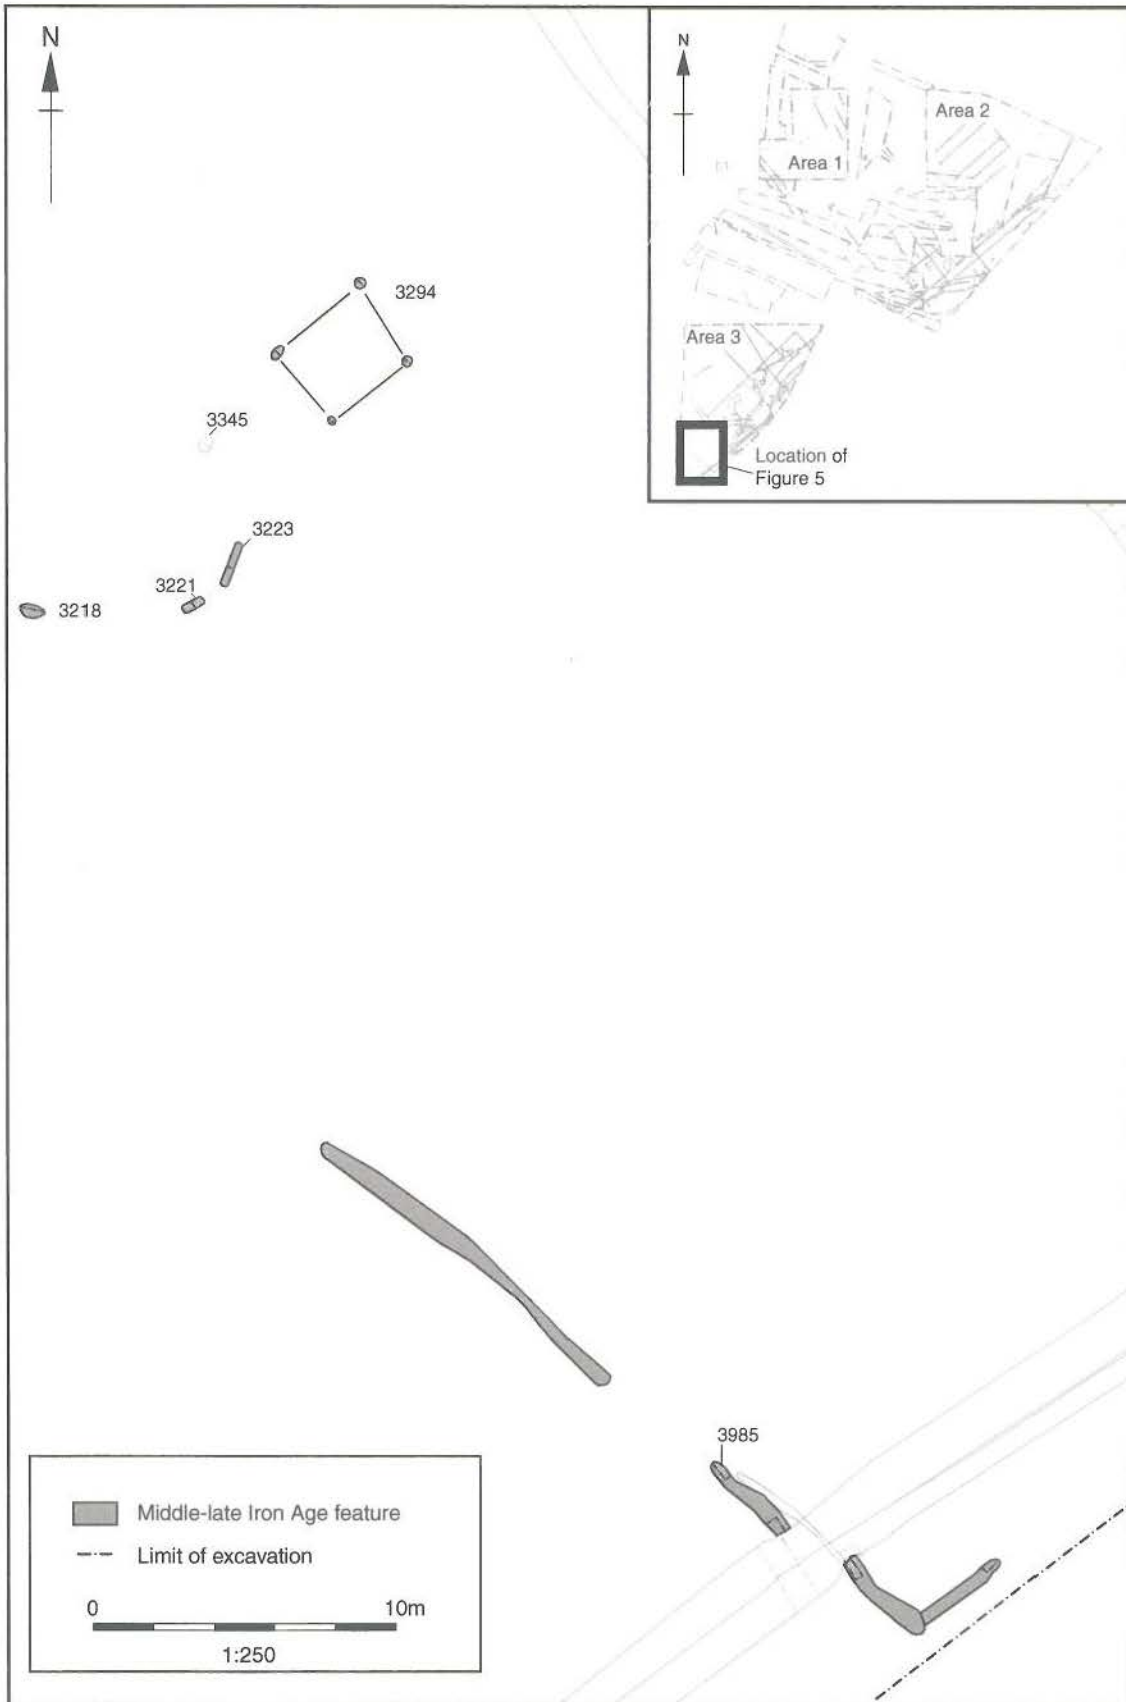 N
N
Area 2
Area 1
Area 3
Location of
Figure 5
3294
3345
3223
3221
3218
3985
Middle-late Iron Age feature
Limit of excavation
0 10m
1:250